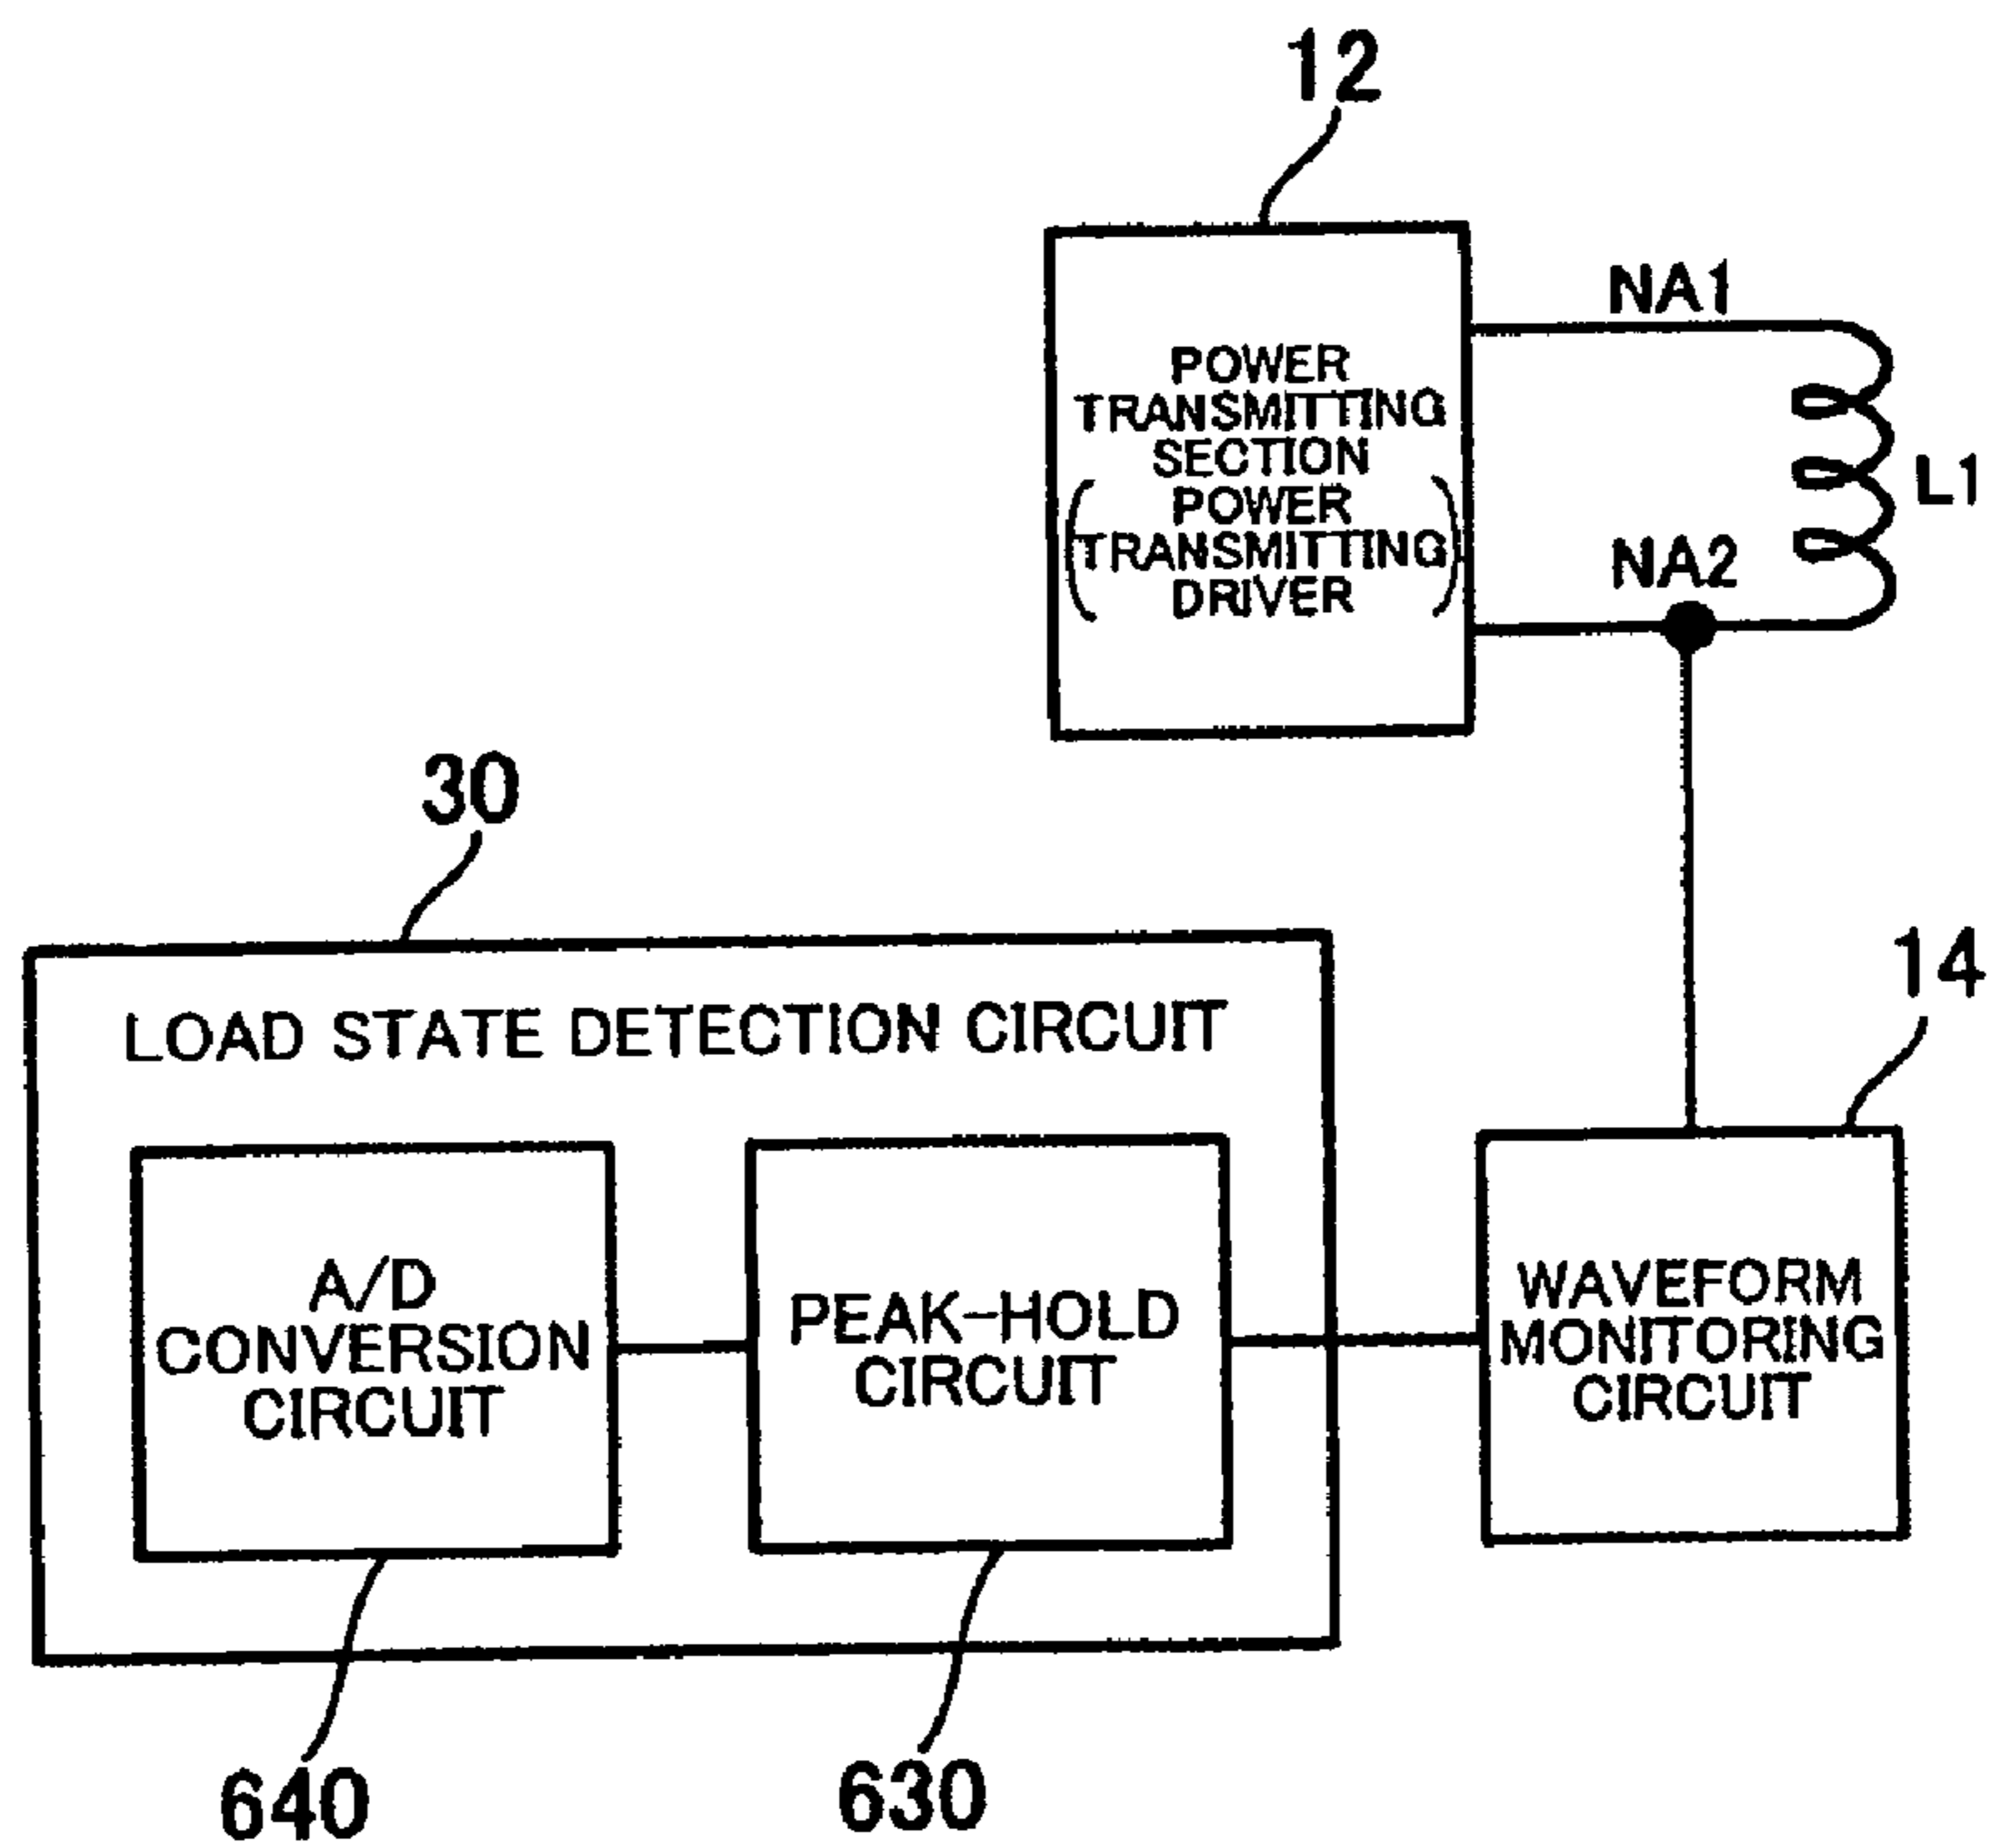 12
NA1
POWER
TRANSMITTING
SECTION
(POWER
TRANSMITTING
DRIVER)
L1
NA2
30
14
LOAD STATE DETECTION CIRCUIT
A/D
CONVERSION
CIRCUIT
PEAK-HOLD
CIRCUIT
WAVEFORM
MONITORING
CIRCUIT
640
630